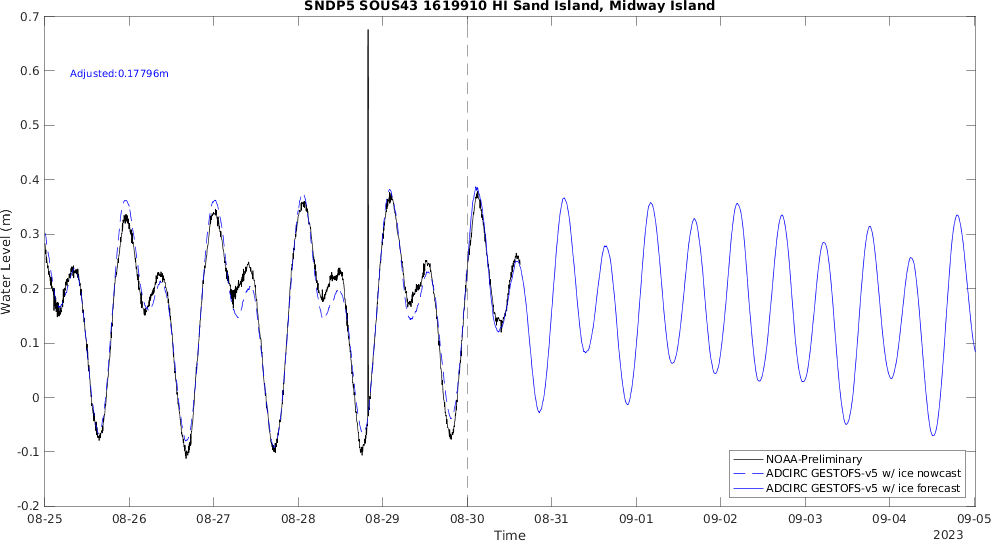 SNDP5 SOUS43 1619910 HI Sand Island, Midway Island
0.7
0.6
0.5
0.4
0.3
0.2
0.1
0
-0.1
-0.2
Water Level (m)
Adjusted:0.17796m
NOAA-Preliminary
ADCIRC GESTOFS-v5 w/ ice nowcast
ADCIRC GESTOFS-v5 w/ ice forecast
08-25 08-26 08-27 08-28 08-29 08-30 08-31 09-01 09-02 09-03 09-04 09-05
Time
2023